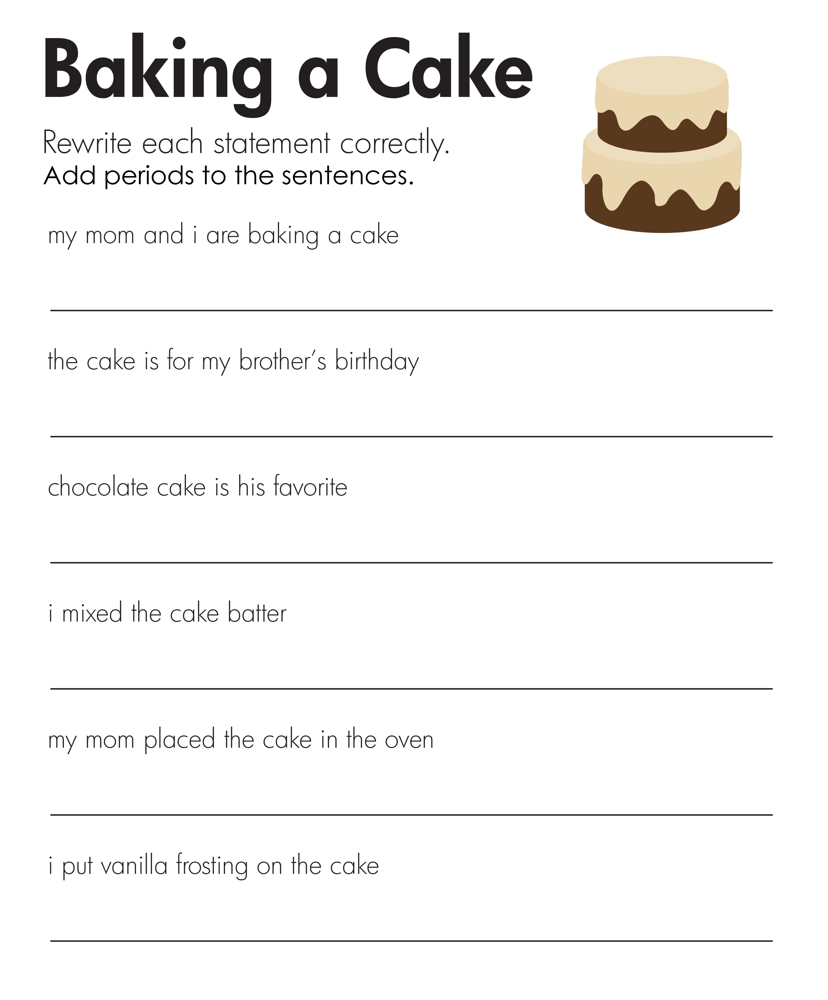 Baking a Cake
Rewrite each statement correctly.
Add periods to the sentences.
my mom and i are baking a cake
the cake is for my brother’s birthday
chocolate cake is his favorite
i mixed the cake batter
my mom placed the cake in the oven
i put vanilla frosting on the cake